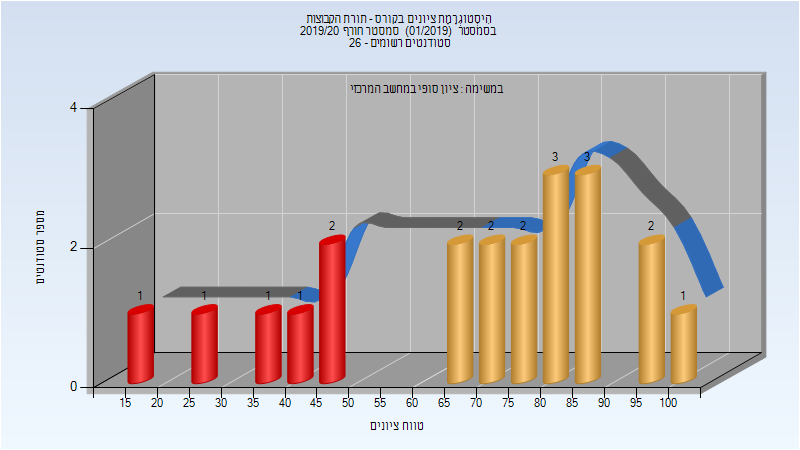 היסטוגרמת ציונים בקורס - תורת הקבוצות
בסמסטר (01/2019) סמסטר חורף 2019/20
סטודנטים רשומים - 26
במשימה : ציון סופי במחשב המרכזי
מספר סטודנטים
4
2
0
1
1
1
1
2
2
2
2
3
3
2
1
15 20 25 30 35 40 45 50 55 60 65 70 75 80 85 90 95 100
טווח ציונים